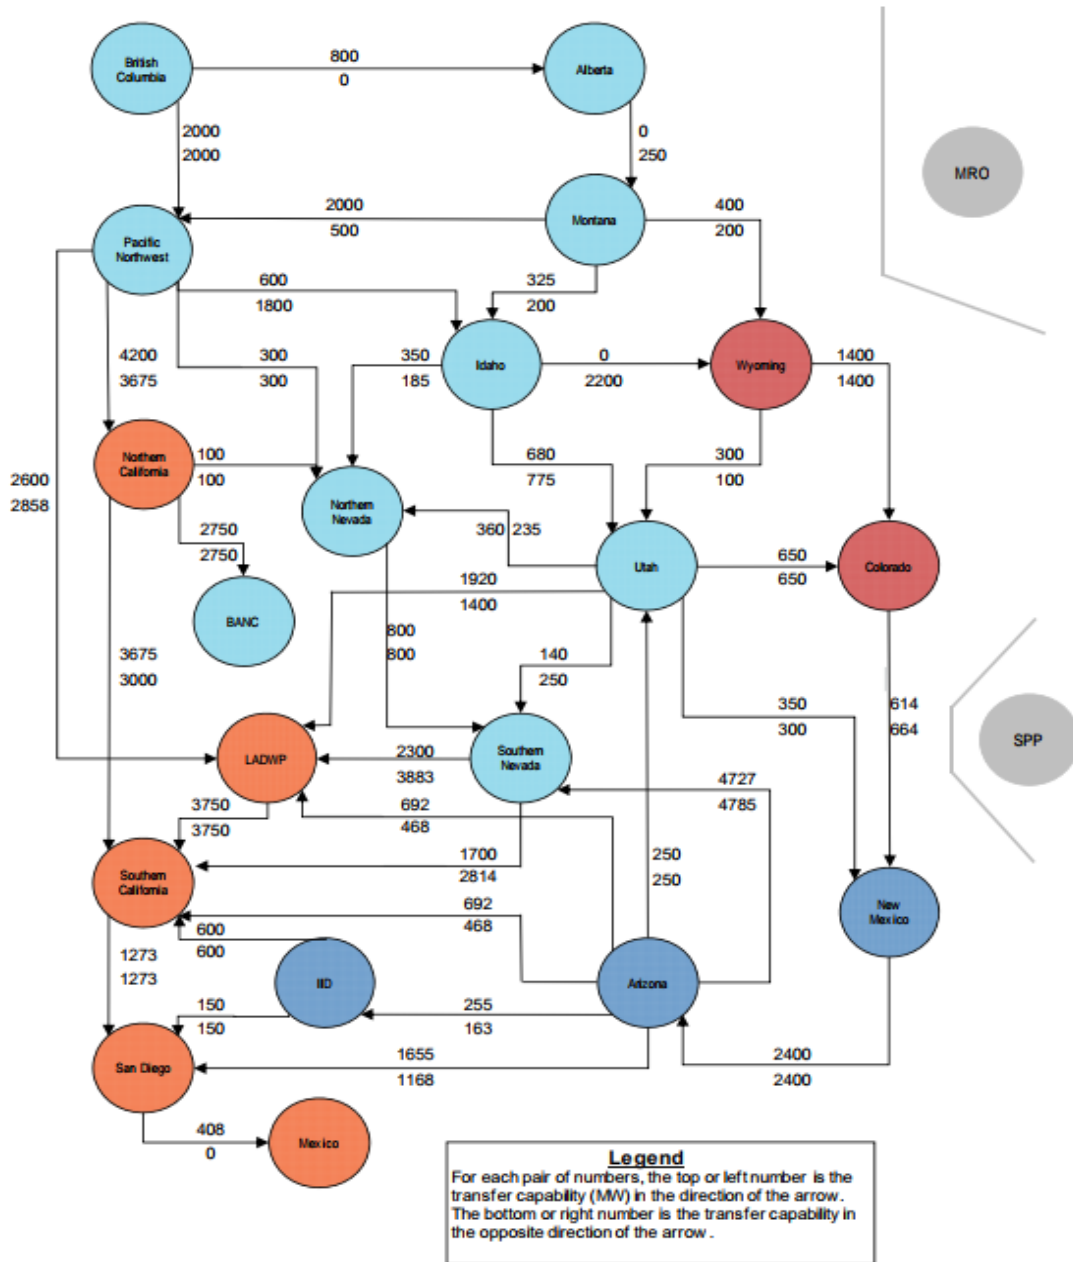 British
Columbia
800
0
Alberta
2000
2000
0
250
MRO
Pacific
Northwest
2000
500
Montana
400
200
600
1800
325
200
4200
3675
300
300
350
185
Idaho
0
2200
Wyoming
1400
1400
Northern
California
100
100
680
775
300
100
2600
2858
Northern
Nevada
360 235
2750
2750
Utah
650
650
Colorado
1920
1400
BANC
800
800
3675
3000
140
250
350
300
614
664
SPP
LADWP
2300
3883
Southern
Nevada
4727
4785
3750
3750
692
468
Southern
California
1700
2814
250
250
New
Mexico
692
468
600
600
1273
1273
IID
Arizona
150
150
255
163
San Diego
1655
1168
2400
2400
408
0
Mexico
Legend
For each pair of numbers, the top or left number is the
transfer capability (MW) in the direction of the arrow.
The bottom or right number is the transfer capability in
the opposite direction of the arrow.